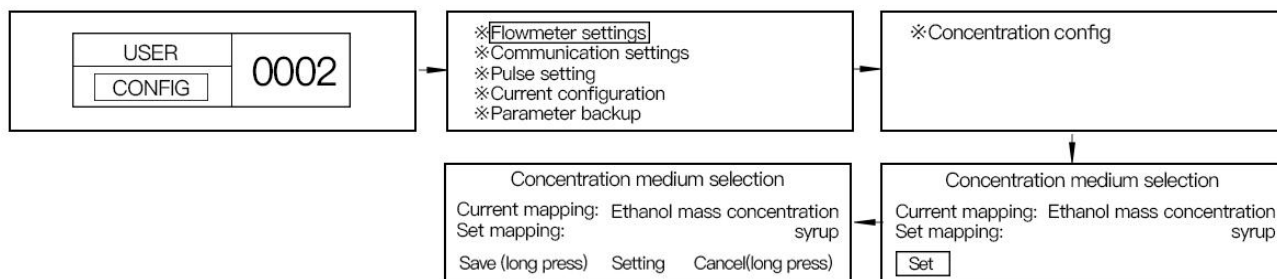 USER
CONFIG
0002
※Flowmeter settings
※Communication settings
※Pulse setting
※Current configuration
※Parameter backup
※Concentration config
Concentration medium selection
Current mapping: Ethanol mass concentration
Set mapping: syrup
Set
Concentration medium selection
Current mapping: Ethanol mass concentration
Set mapping: syrup
Save (long press) Setting Cancel(long press)